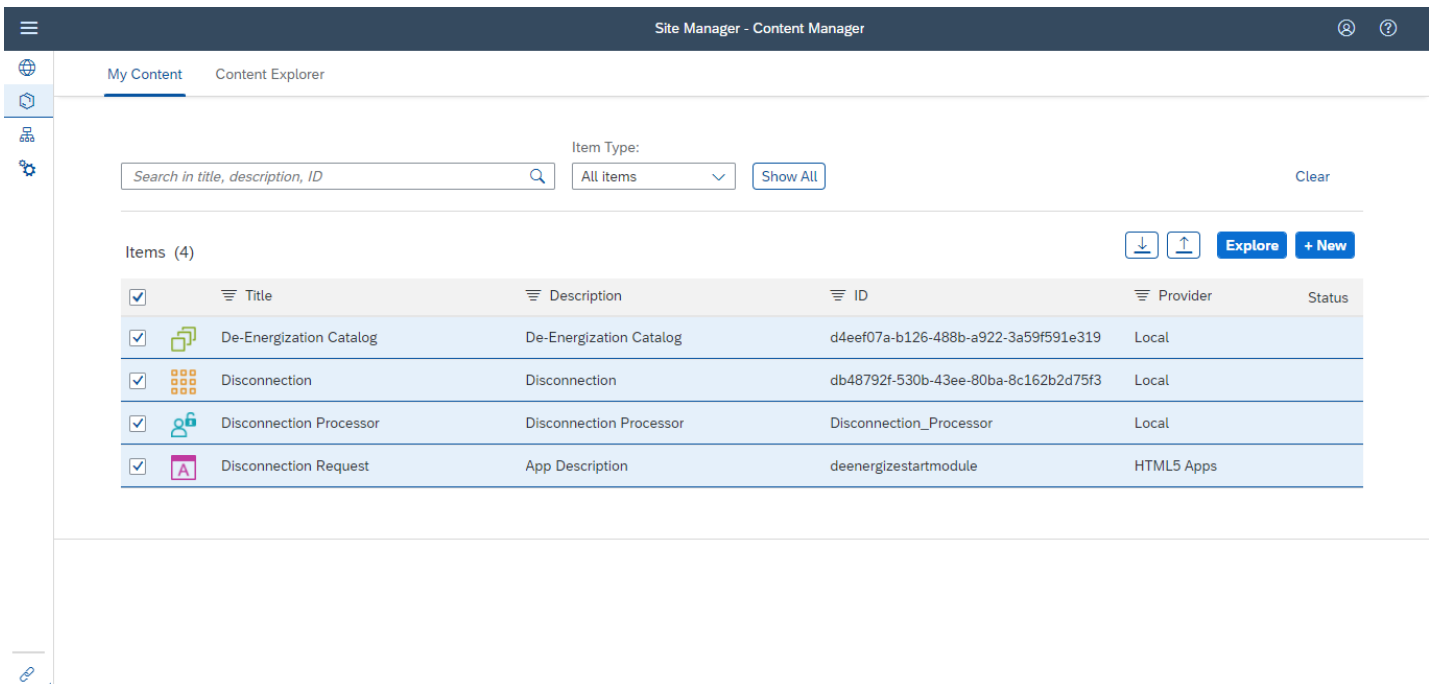 Site Manager - Content Manager
My Content Content Explorer
Item Type:
Search in title, description, ID All items Show All Clear
Items (4) Explore + New
Title Description ID Provider Status
De-Energization Catalog De-Energization Catalog d4eef07a-b126-488b-a922-3a59f591e319 Local
Disconnection Disconnection db48792f-530b-43ee-80ba-8c162b2d75f3 Local
Disconnection Processor Disconnection Processor Disconnection_Processor Local
A Disconnection Request App Description deenergizestartmodule HTML5 Apps